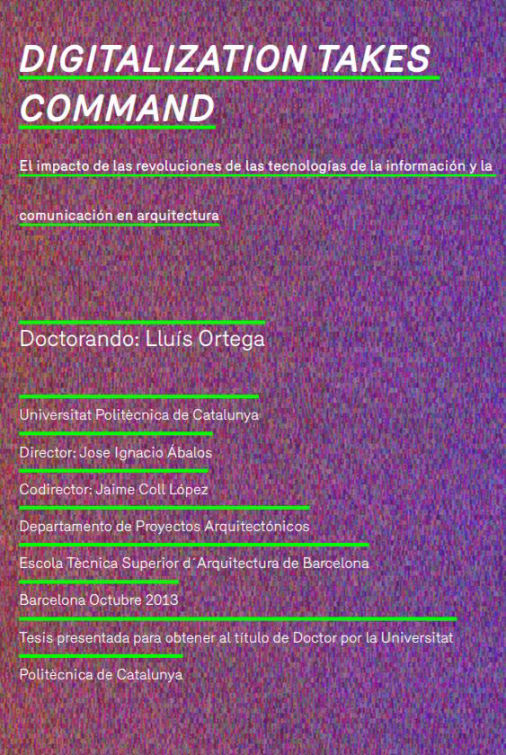 DIGITALIZATION TAKES
COMMAND
El impacto de las revoluciones de las tecnologías de la información y la
comunicación en arquitectura
Doctorando: Lluís Ortega
Universitat Politècnica de Catalunya
Director: Jose Ignacio Ábalos
Codirector: Jaime Coll López
Departamento de Proyectos Arquitectónicos
Escola Tècnica Superior d´Arquitectura de Barcelona
Barcelona Octubre 2013
Tesis presentada para obtener al título de Doctor por la Universitat
Politècnica de Catalunya